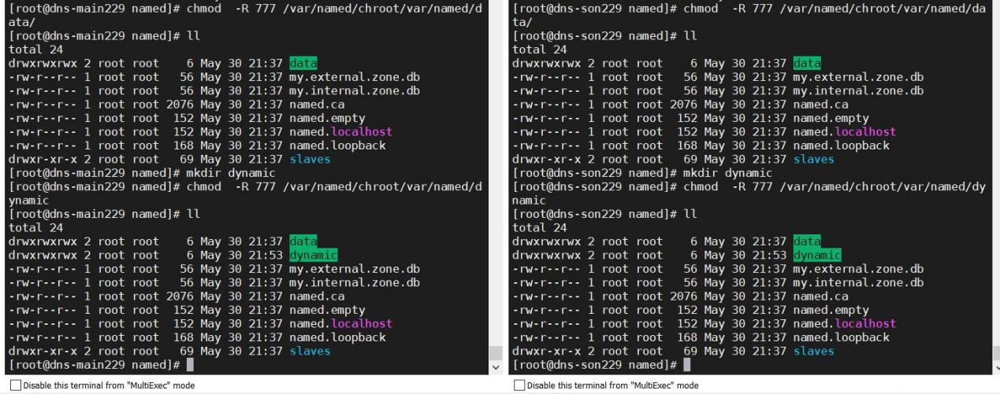 [root@dns-main229 named]# chmod  -R 777 /var/named/chroot/var/named/d
ata/
[root@dns-main229 named]# ll
total 24
drwxrwxrwx 2 root root    6 May 30 21:37 data
-rw-r--r-- 1 root root   56 May 30 21:37 my.external.zone.db
-rw-r--r-- 1 root root   56 May 30 21:37 my.internal.zone.db
-rw-r--r-- 1 root root 2076 May 30 21:37 named.ca
-rw-r--r-- 1 root root  152 May 30 21:37 named.empty
-rw-r--r-- 1 root root  152 May 30 21:37 named.localhost
-rw-r--r-- 1 root root  168 May 30 21:37 named.loopback
drwxr-xr-x 2 root root   69 May 30 21:37 slaves
[root@dns-main229 named]# mkdir dynamic
[root@dns-main229 named]# chmod  -R 777 /var/named/chroot/var/named/d
ynamic
[root@dns-main229 named]# ll
total 24
drwxrwxrwx 2 root root    6 May 30 21:37 data
drwxrwxrwx 2 root root    6 May 30 21:53 dynamic
-rw-r--r-- 1 root root   56 May 30 21:37 my.external.zone.db
-rw-r--r-- 1 root root   56 May 30 21:37 my.internal.zone.db
-rw-r--r-- 1 root root 2076 May 30 21:37 named.ca
-rw-r--r-- 1 root root  152 May 30 21:37 named.empty
-rw-r--r-- 1 root root  152 May 30 21:37 named.localhost
-rw-r--r-- 1 root root  168 May 30 21:37 named.loopback
drwxr-xr-x 2 root root   69 May 30 21:37 slaves
[root@dns-main229 named]#
Disable this terminal from "MultiExec" mode
[root@dns-son229 named]# chmod  -R 777 /var/named/chroot/var/named/da
ta/
[root@dns-son229 named]# ll
total 24
drwxrwxrwx 2 root root    6 May 30 21:37 data
-rw-r--r-- 1 root root   56 May 30 21:37 my.external.zone.db
-rw-r--r-- 1 root root   56 May 30 21:37 my.internal.zone.db
-rw-r--r-- 1 root root 2076 May 30 21:37 named.ca
-rw-r--r-- 1 root root  152 May 30 21:37 named.empty
-rw-r--r-- 1 root root  152 May 30 21:37 named.localhost
-rw-r--r-- 1 root root  168 May 30 21:37 named.loopback
drwxr-xr-x 2 root root   69 May 30 21:37 slaves
[root@dns-son229 named]# mkdir dynamic
[root@dns-son229 named]# chmod  -R 777 /var/named/chroot/var/named/dy
namic
[root@dns-son229 named]# ll
total 24
drwxrwxrwx 2 root root    6 May 30 21:37 data
drwxrwxrwx 2 root root    6 May 30 21:53 dynamic
-rw-r--r-- 1 root root   56 May 30 21:37 my.external.zone.db
-rw-r--r-- 1 root root   56 May 30 21:37 my.internal.zone.db
-rw-r--r-- 1 root root 2076 May 30 21:37 named.ca
-rw-r--r-- 1 root root  152 May 30 21:37 named.empty
-rw-r--r-- 1 root root  152 May 30 21:37 named.localhost
-rw-r--r-- 1 root root  168 May 30 21:37 named.loopback
drwxr-xr-x 2 root root   69 May 30 21:37 slaves
[root@dns-son229 named]#
Disable this terminal from "MultiExec" mode